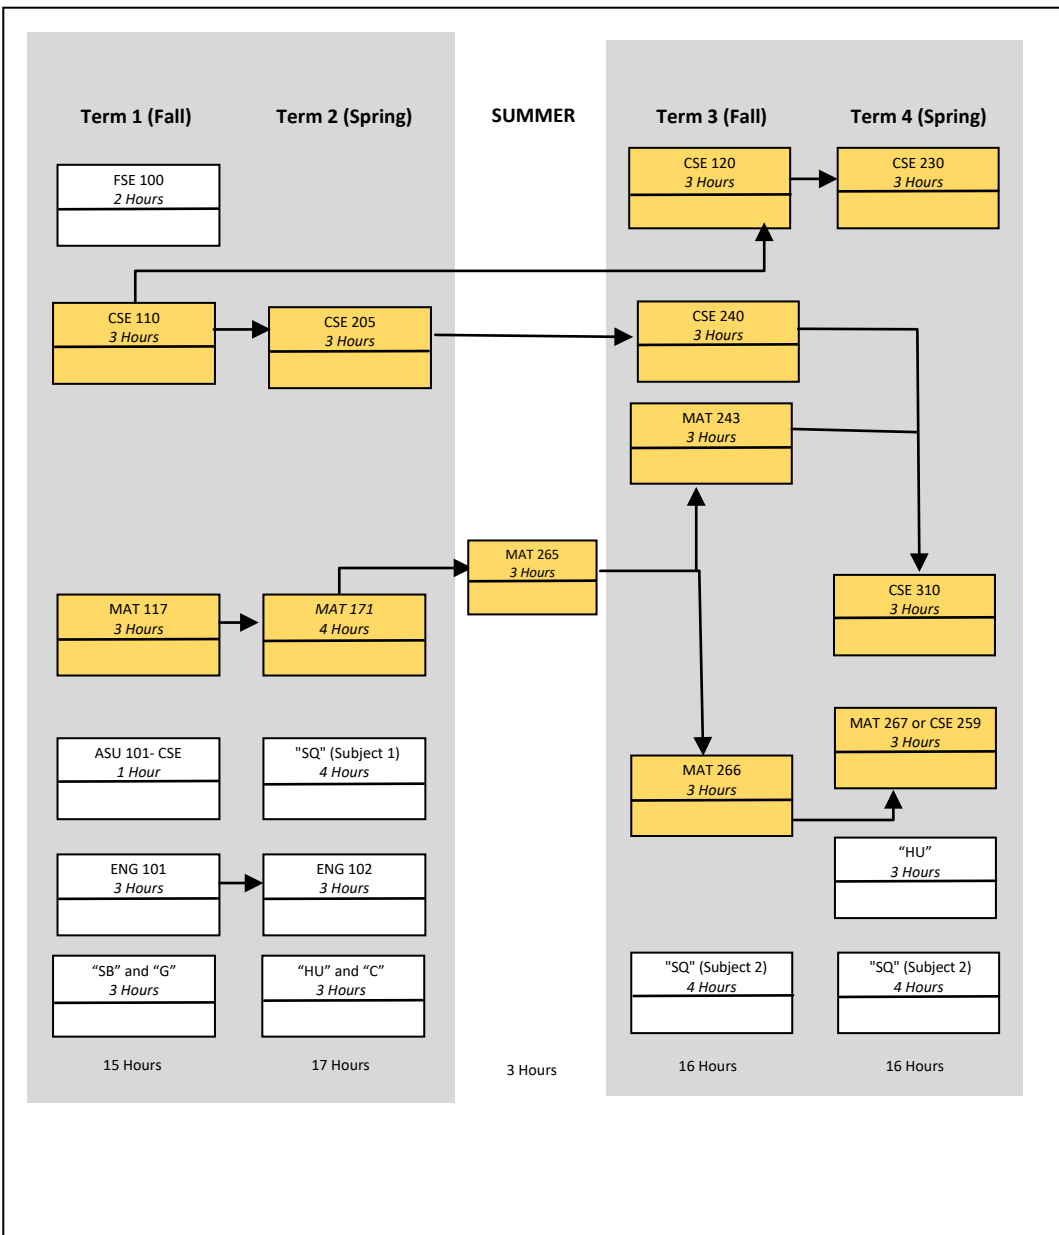 Term 1 (Fall)
Term 2 (Spring)
SUMMER
Term 3 (Fall)
Term 4 (Spring)
FSE 100
2 Hours
CSE 120
3 Hours
CSE 230
3 Hours
CSE 110
3 Hours
CSE 205
3 Hours
CSE 240
3 Hours
MAT 243
3 Hours
MAT 265
3 Hours
MAT 117
3 Hours
MAT 171
4 Hours
CSE 310
3 Hours
ASU 101- CSE
1 Hour
"SQ" (Subject 1)
4 Hours
MAT 266
3 Hours
MAT 267 or CSE 259
3 Hours
ENG 101
3 Hours
ENG 102
3 Hours
“HU”
3 Hours
“SB” and “G”
3 Hours
“HU” and “C”
3 Hours
"SQ" (Subject 2)
4 Hours
"SQ" (Subject 2)
4 Hours
15 Hours
17 Hours
3 Hours
16 Hours
16 Hours